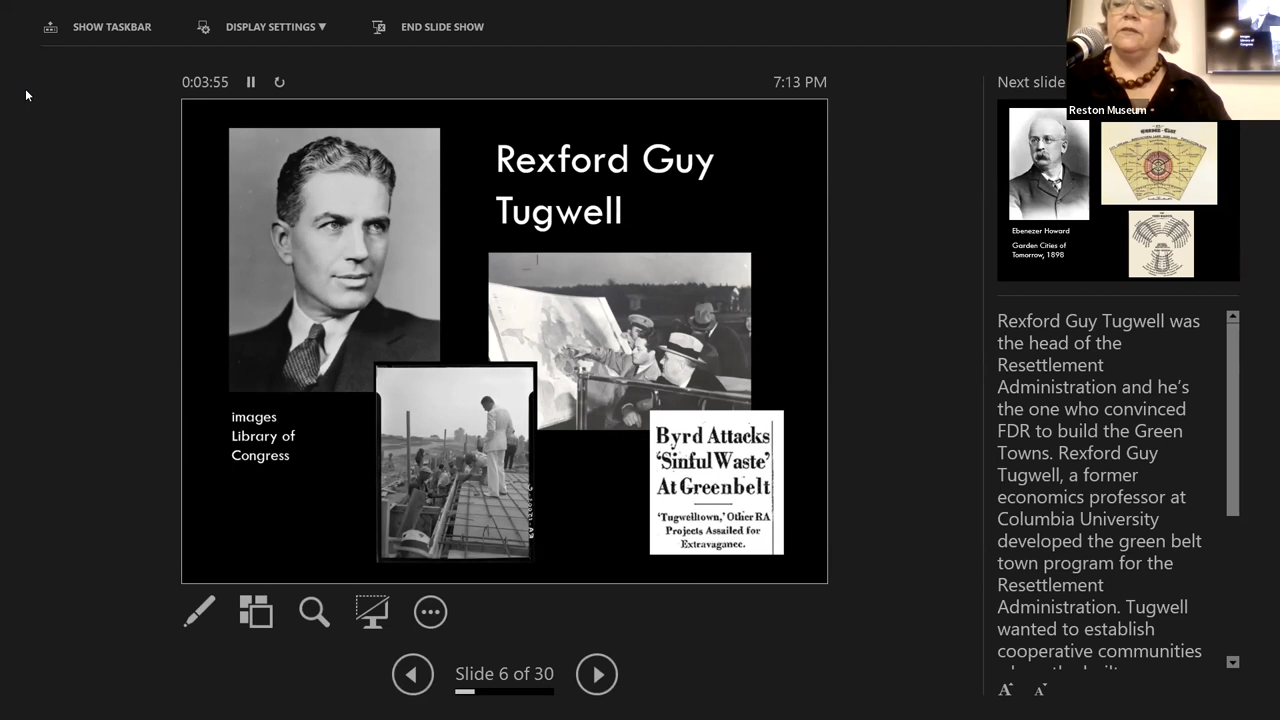 SHOW TASKBAR
DISPLAY SETTINGS ▼
END SLIDE SHOW
0:03:55
7:13 PM
Next slide
Reston Museum
Rexford Guy
Tugwell
images
Library of
Congress
Byrd Attacks
'Sinful Waste'
At Greenbelt
'Tugwelltown,' Other RA
Projects Assailed for
Extravagance.
Ebenezer Howard
Garden Cities of
Tomorrow, 1898
Rexford Guy Tugwell was
the head of the
Resettlement
Administration and he's
the one who convinced
FDR to build the Green
Towns. Rexford Guy
Tugwell, a former
economics professor at
Columbia University
developed the green belt
town program for the
Resettlement
Administration. Tugwell
wanted to establish
cooperative communities
Slide 6 of 30
A A